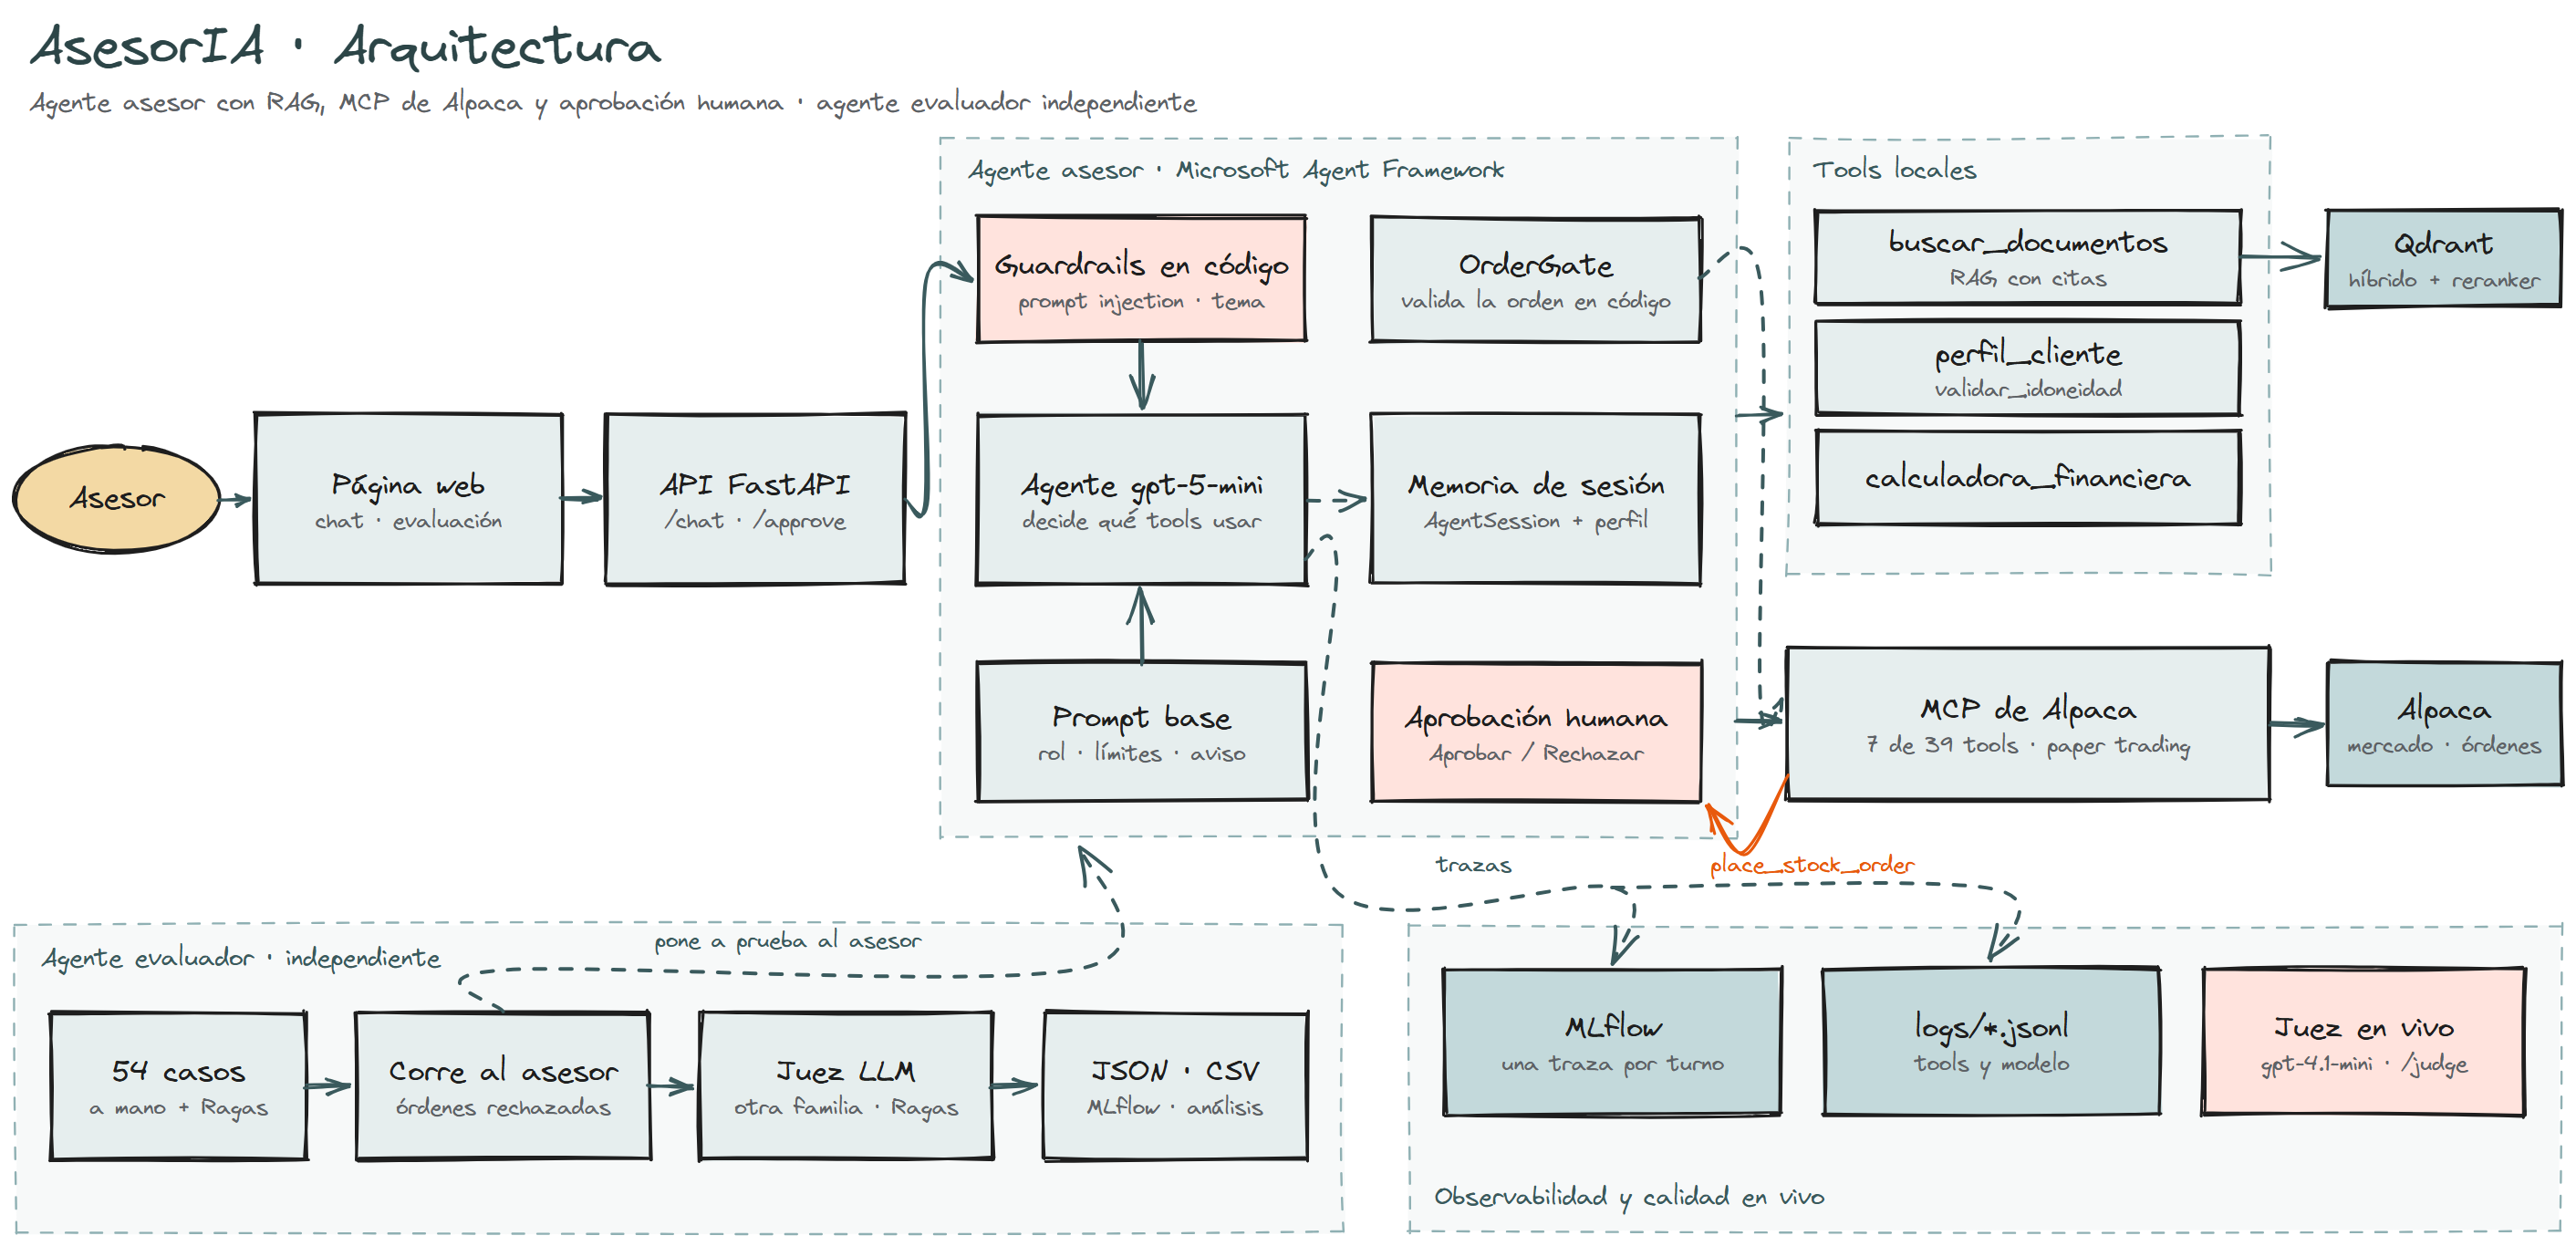 AsesorIA · Arquitectura
Agente asesor con RAG, MCP de Alpaca y aprobación humana · agente evaluador independiente
Agente asesor · Microsoft Agent Framework
Guardrails en código
prompt injection · tema
OrderGate
valida la orden en código
Tools locales
buscar_documentos
RAG con citas
Qdrant
híbrido + reranker
perfil_cliente
validar_idoneidad
calculadora_financiera
Asesor
Página web
chat · evaluación
API FastAPI
/chat · /approve
Agente gpt-5-mini
decide qué tools usar
Memoria de sesión
AgentSession + perfil
Prompt base
rol · límites · aviso
Aprobación humana
Aprobar / Rechazar
MCP de Alpaca
7 de 39 tools · paper trading
Alpaca
mercado · órdenes
trazas
place_stock_order
Agente evaluador · independiente
pone a prueba al asesor
54 casos
a mano + Ragas
Corre al asesor
órdenes rechazadas
Juez LLM
otra familia · Ragas
JSON · CSV
MLflow · análisis
MLflow
una traza por turno
logs/*.jsonl
tools y modelo
Juez en vivo
gpt-4.1-mini · /judge
Observabilidad y calidad en vivo